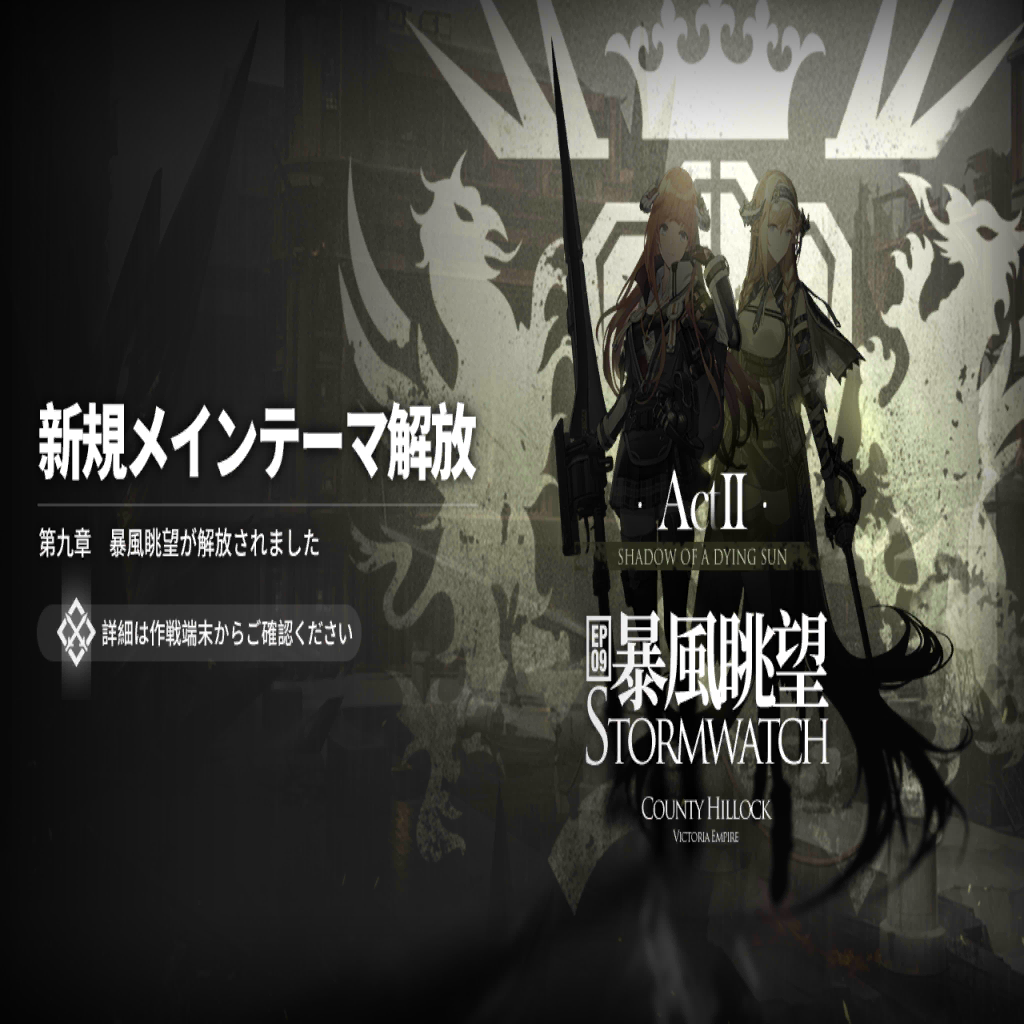 新規メインテーマ解放
第九章　暴風眺望が解放されました
詳細は作戦端末からご確認ください
· Act II ·
SHADOW OF A DYING SUN
EP 09 暴風眺望
STORMWATCH
COUNTY HILLOCK
VICTORIA EMPIRE